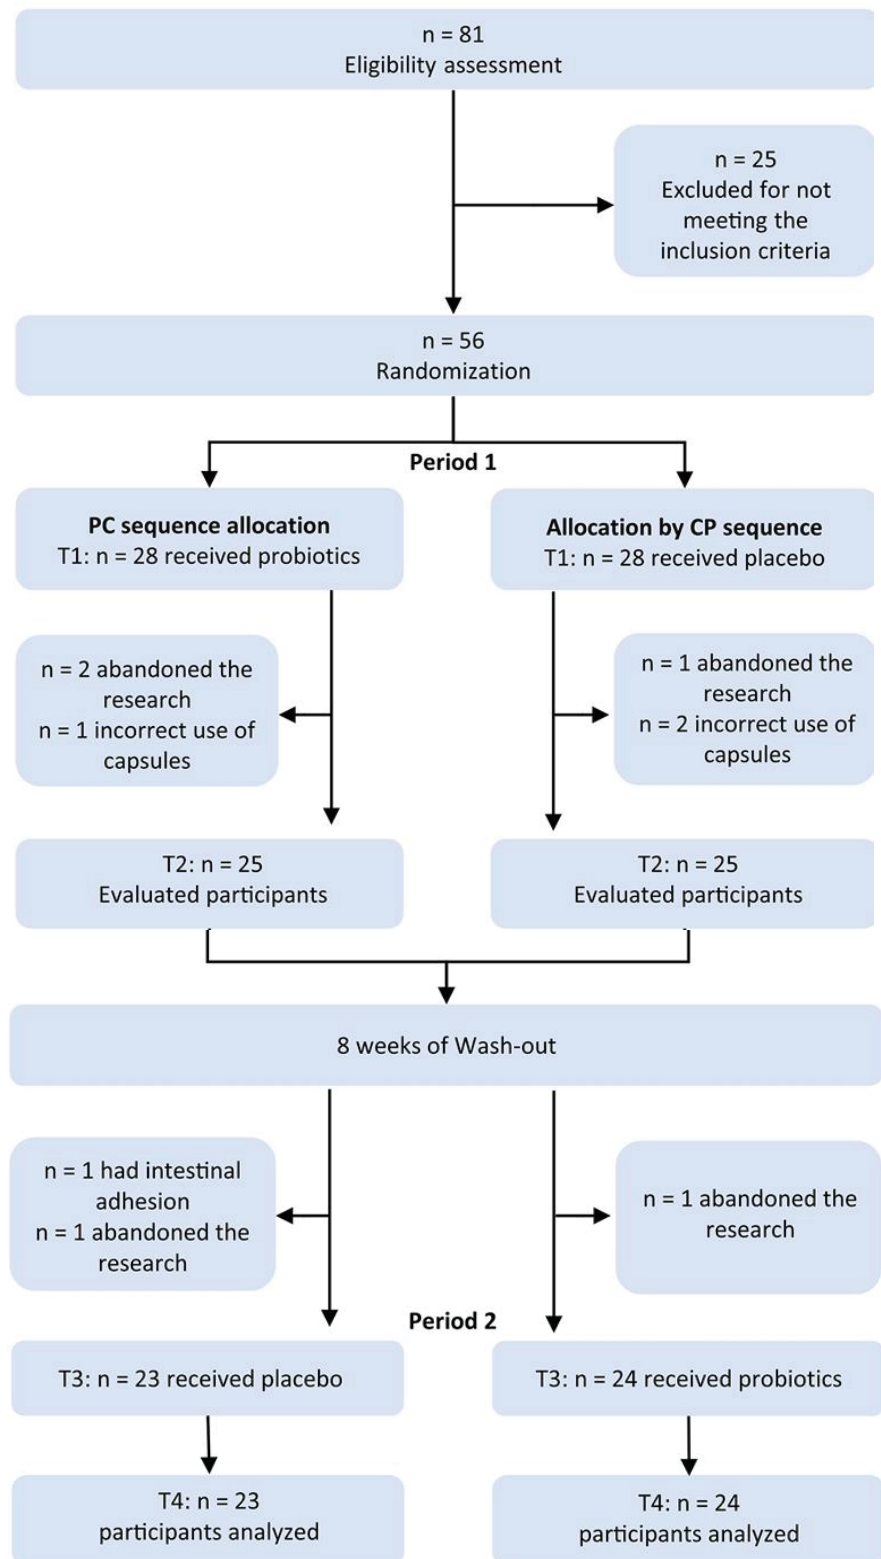 n = 81
Eligibility assessment
n = 25
Excluded for not
meeting the
inclusion criteria
n = 56
Randomization
Period 1
PC sequence allocation
T1: n = 28 received probiotics
Allocation by CP sequence
T1: n = 28 received placebo
n = 2 abandoned the
research
n = 1 incorrect use of
capsules
n = 1 abandoned the
research
n = 2 incorrect use of
capsules
T2: n = 25
Evaluated participants
T2: n = 25
Evaluated participants
8 weeks of Wash-out
n = 1 had intestinal
adhesion
n = 1 abandoned the
research
n = 1 abandoned the
research
Period 2
T3: n = 23 received placebo
T3: n = 24 received probiotics
T4: n = 23
participants analyzed
T4: n = 24
participants analyzed